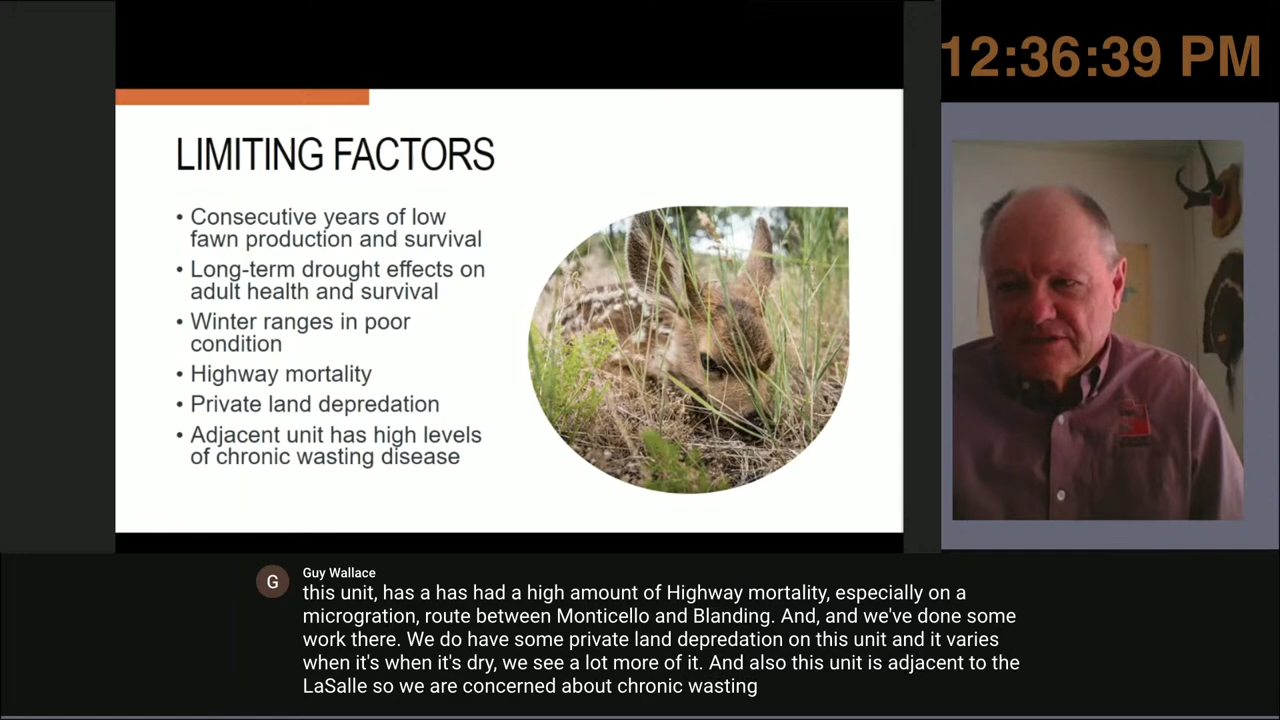 12:36:39 PM
LIMITING FACTORS
• Consecutive years of low
fawn production and survival
• Long-term drought effects on
adult health and survival
• Winter ranges in poor
condition
• Highway mortality
• Private land depredation
• Adjacent unit has high levels
of chronic wasting disease
G
Guy Wallace
this unit, has a has had a high amount of Highway mortality, especially on a
microgration, route between Monticello and Blanding. And, and we've done some
work there. We do have some private land depredation on this unit and it varies
when it's when it's dry, we see a lot more of it. And also this unit is adjacent to the
LaSalle so we are concerned about chronic wasting